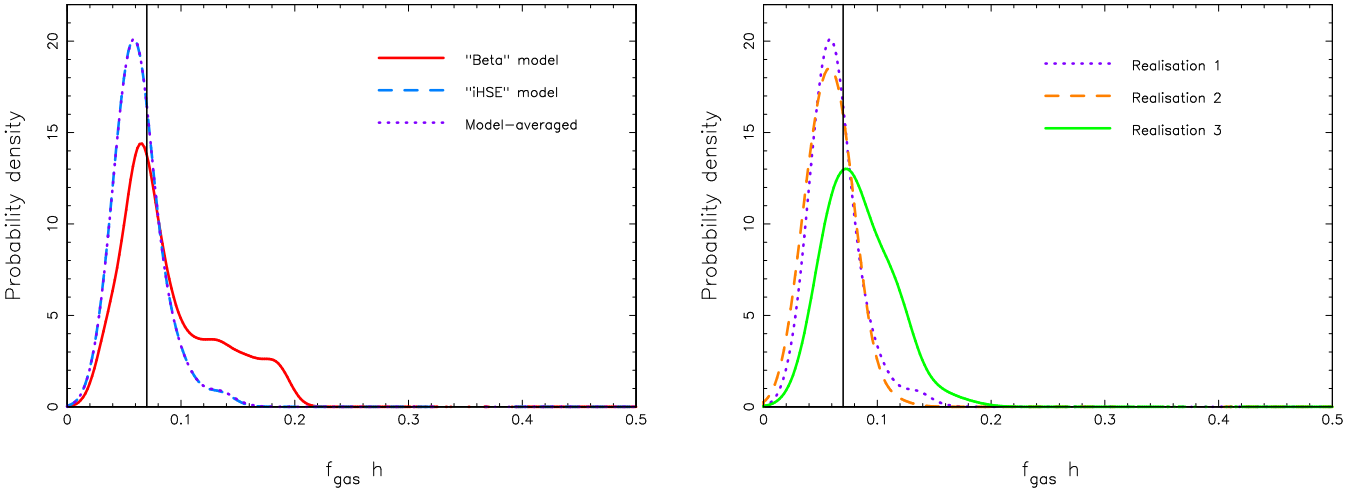 "Beta" model
"iHSE" model
Model-averaged
Probability density
0
5
10
15
20
0
0.1
0.2
0.3
0.4
0.5
f_gas h
Realisation 1
Realisation 2
Realisation 3
Probability density
0
5
10
15
20
0
0.1
0.2
0.3
0.4
0.5
f_gas h